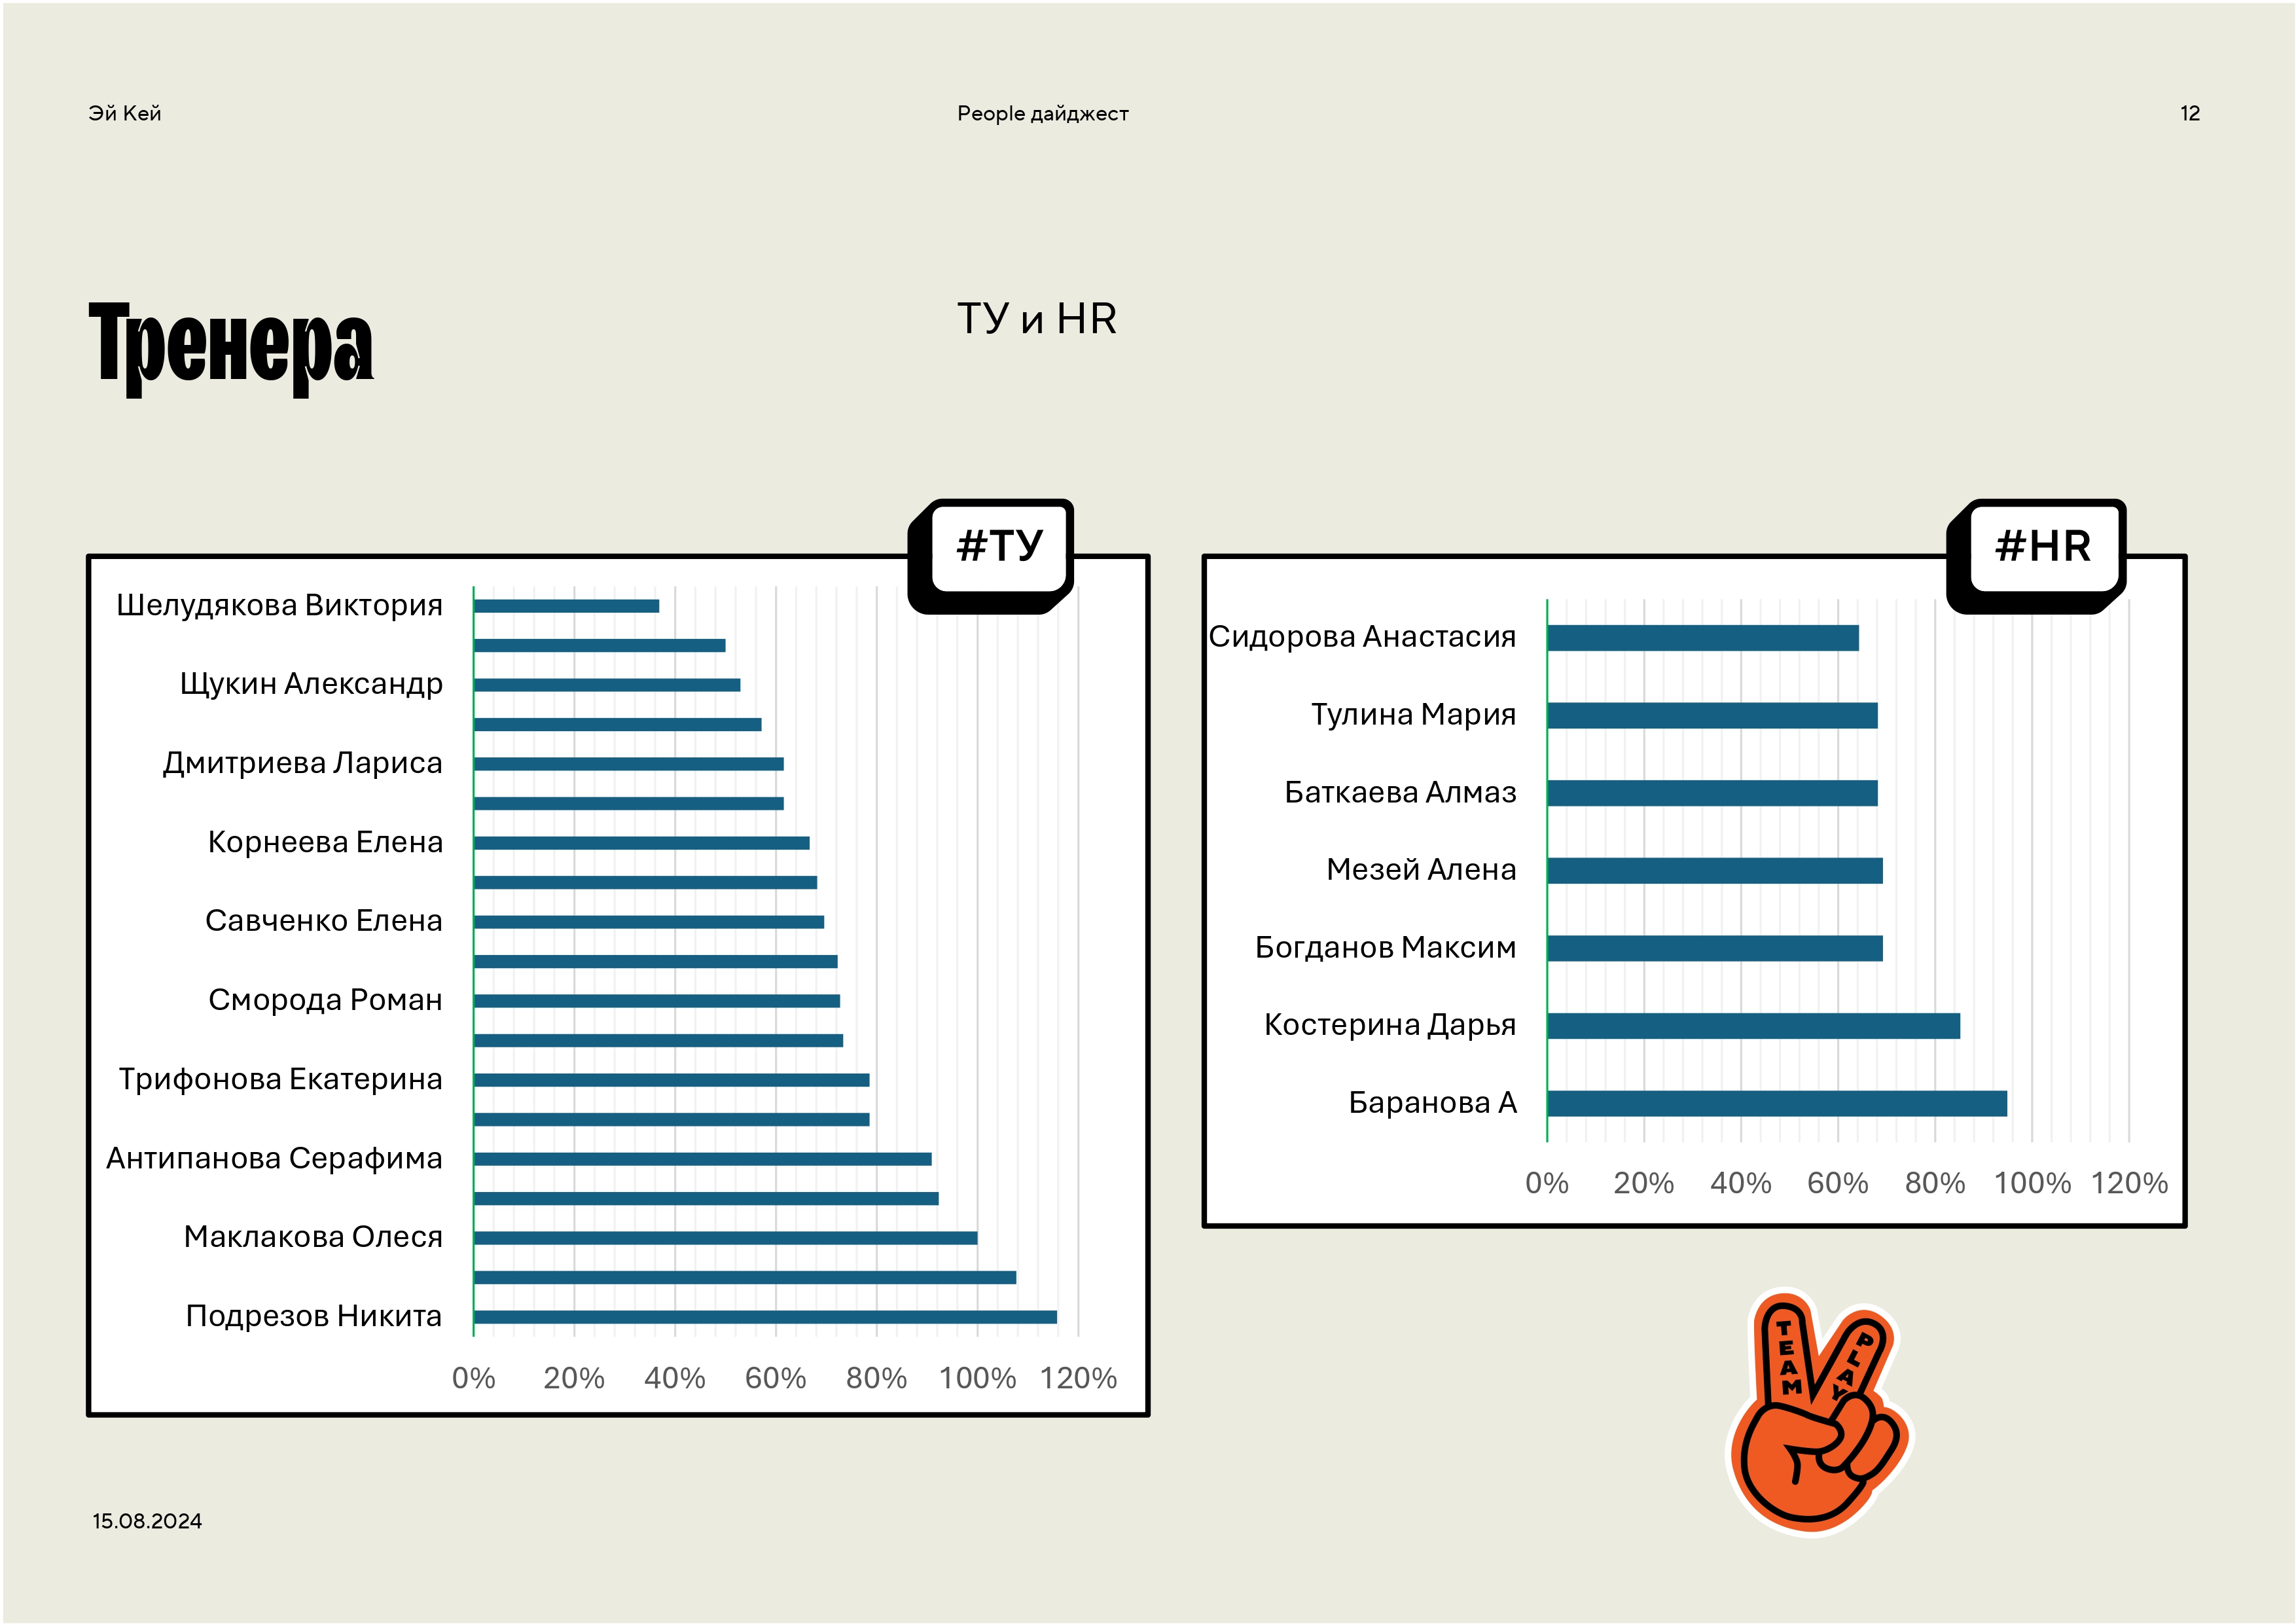 Эй Кей
People дайджест
12
Тренера
ТУ и HR
#ТУ
Шелудякова Виктория
Щукин Александр
Дмитриева Лариса
Корнеева Елена
Савченко Елена
Сморода Роман
Трифонова Екатерина
Антипанова Серафима
Маклакова Олеся
Подрезов Никита
0% 20% 40% 60% 80% 100% 120%
#HR
Сидорова Анастасия
Тулина Мария
Баткаева Алмаз
Мезей Алена
Богданов Максим
Костерина Дарья
Баранова А
0% 20% 40% 60% 80% 100% 120%
TEAM
PLAY
15.08.2024